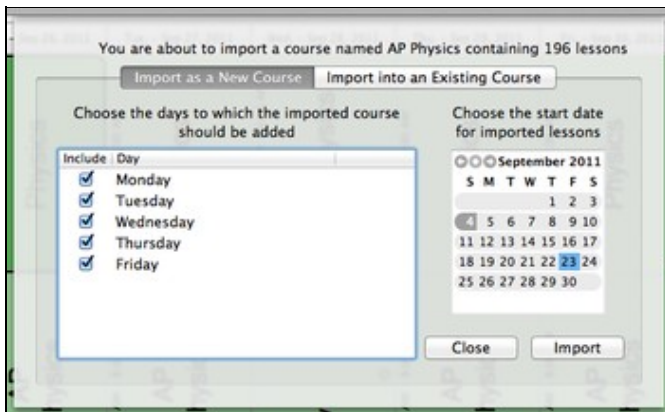 You are about to import a course named AP Physics containing 196 lessons
Import as a New Course
Import into an Existing Course
Choose the days to which the imported course
should be added
Include Day
Monday
Tuesday
Wednesday
Thursday
Friday
Choose the start date
for imported lessons
September 2011
S M T W T F S
1 2 3
4 5 6 7 8 9 10
11 12 13 14 15 16 17
18 19 20 21 22 23 24
25 26 27 28 29 30
Close
Import
Physics
AP
Physics